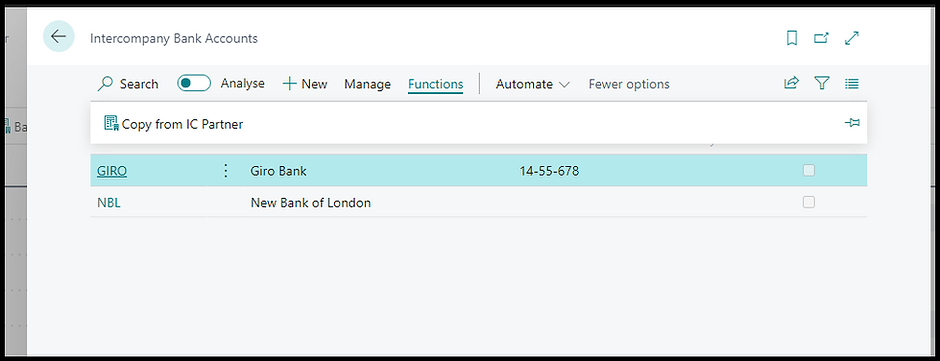 Intercompany Bank Accounts
Search Analyse New Manage Functions Automate Fewer options
Ba
Copy from IC Partner
GIRO Giro Bank 14-55-678
NBL New Bank of London